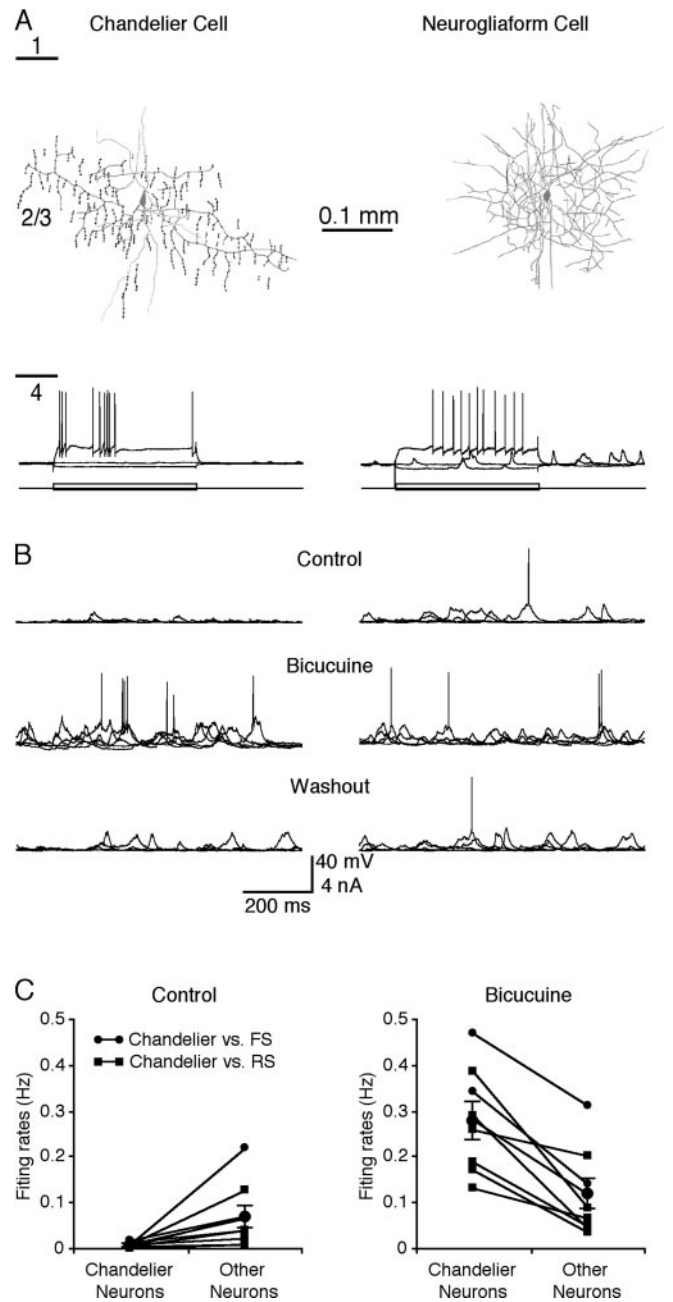 A
Chandelier Cell
Neurogliaform Cell
1
2/3
0.1 mm
4
B
Control
Bicucuine
Washout
40 mV
4 nA
200 ms
C
Control
Bicucuine
0.5
0.4
0.3
0.2
0.1
0
Fiting rates (Hz)
Chandelier vs. FS
Chandelier vs. RS
Chandelier
Neurons
Other
Neurons
0.5
0.4
0.3
0.2
0.1
0
Fiting rates (Hz)
Chandelier
Neurons
Other
Neurons